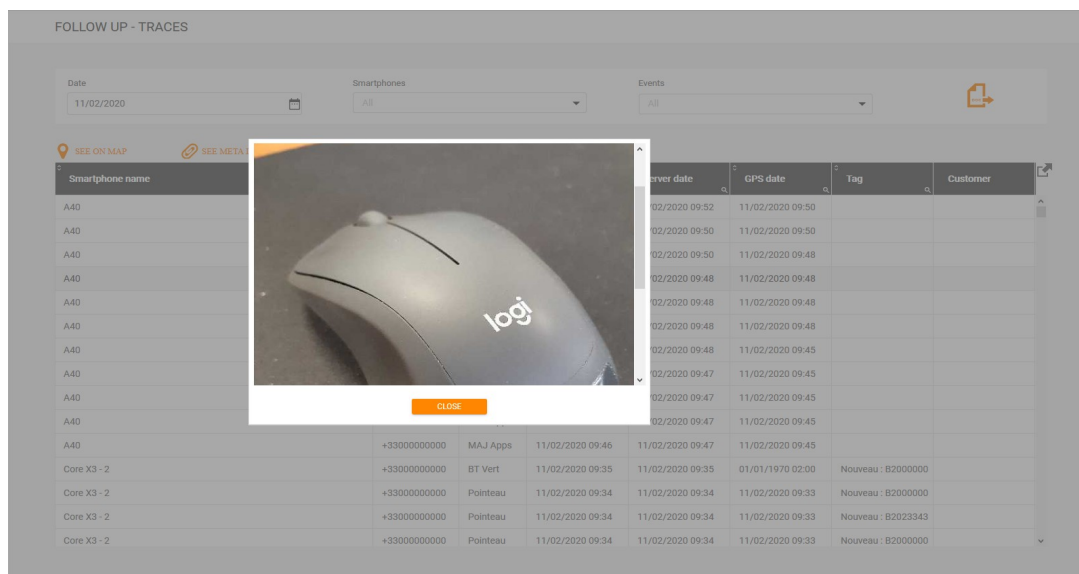 FOLLOW UP - TRACES
Date Smartphones Events
11/02/2020 All All
SEE ON MAP SEE META
Smartphone name erver date GPS date Tag Customer
A40 /02/2020 09:52 11/02/2020 09:50
A40 /02/2020 09:50 11/02/2020 09:50
A40 /02/2020 09:50 11/02/2020 09:48
A40 /02/2020 09:48 11/02/2020 09:48
A40 /02/2020 09:48 11/02/2020 09:48
A40 /02/2020 09:48 11/02/2020 09:48
A40 /02/2020 09:48 11/02/2020 09:45
A40 /02/2020 09:47 11/02/2020 09:45
A40 /02/2020 09:47 11/02/2020 09:45
A40 /02/2020 09:47 11/02/2020 09:45
A40 +33000000000 MAJ Apps 11/02/2020 09:46 11/02/2020 09:47 11/02/2020 09:45
Core X3 - 2 +33000000000 BT Vert 11/02/2020 09:35 11/02/2020 09:35 01/01/1970 02:00 Nouveau : B2000000
Core X3 - 2 +33000000000 Pointeau 11/02/2020 09:34 11/02/2020 09:34 11/02/2020 09:33 Nouveau : B2000000
Core X3 - 2 +33000000000 Pointeau 11/02/2020 09:34 11/02/2020 09:34 11/02/2020 09:33 Nouveau : B2023343
Core X3 - 2 +33000000000 Pointeau 11/02/2020 09:34 11/02/2020 09:34 11/02/2020 09:33 Nouveau : B2000000
logi
CLOSE